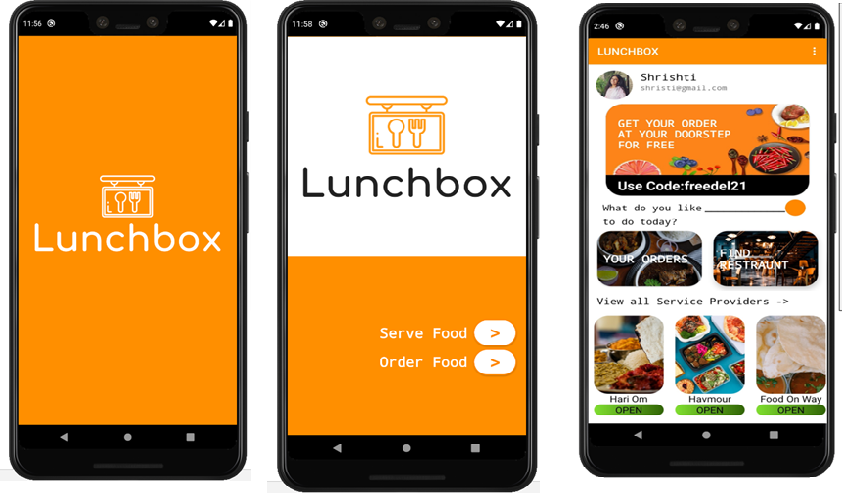 11:56
Lunchbox
11:58
Lunchbox
Serve Food >
Order Food >
2:46
LUNCHBOX
Shrishti
shristi@gmail.com
GET YOUR ORDER
AT YOUR DOORSTEP
FOR FREE
Use Code:freedel21
What do you like
to do today?
YOUR ORDERS
FIND
RESTRAUNT
View all Service Providers ->
Hari Om
Havmour
Food On Way
OPEN
OPEN
OPEN